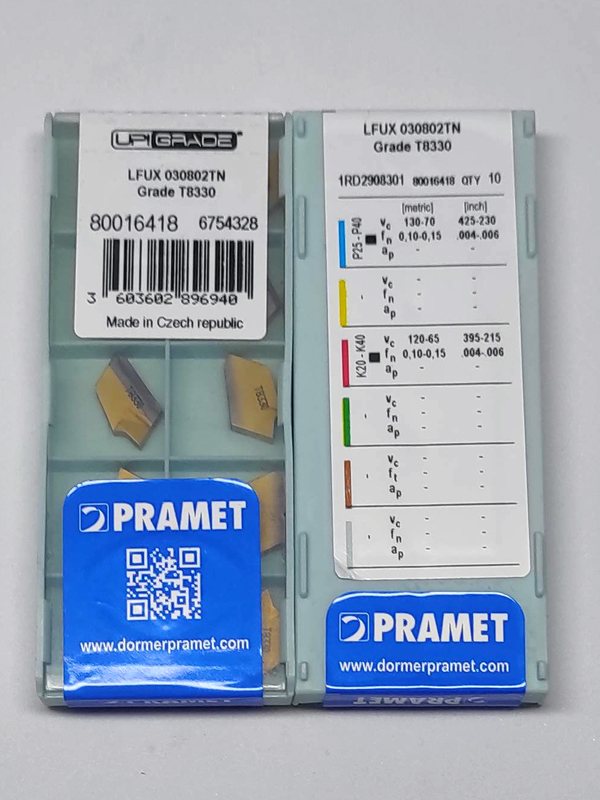 UP!GRADE
LFUX 030802TN
Grade T8330
80016418 6754328
3 603602 896940
Made in Czech republic
T8330
PRAMET
www.dormerpramet.com
LFUX 030802TN
Grade T8330
1RD2908301 80016418 QTY 10
[metric] [inch]
P25 - P40
vc 130-70 425-230
fn 0,10-0,15 .004-.006
ap - -
vc - -
fn - -
ap - -
K20 - K40
vc 120-65 395-215
fn 0,10-0,15 .004-.006
ap - -
vc - -
fn - -
ap - -
vc - -
ft - -
ap - -
vc - -
fn - -
ap - -
PRAMET
www.dormerpramet.com